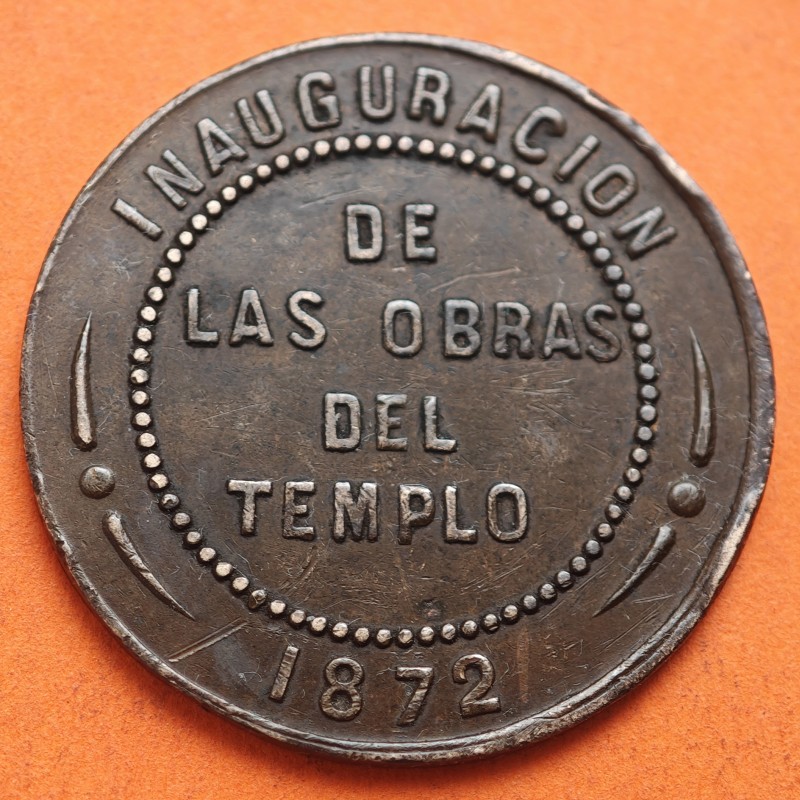 INAUGURACION
DE
LAS OBRAS
DEL
TEMPLO
1872